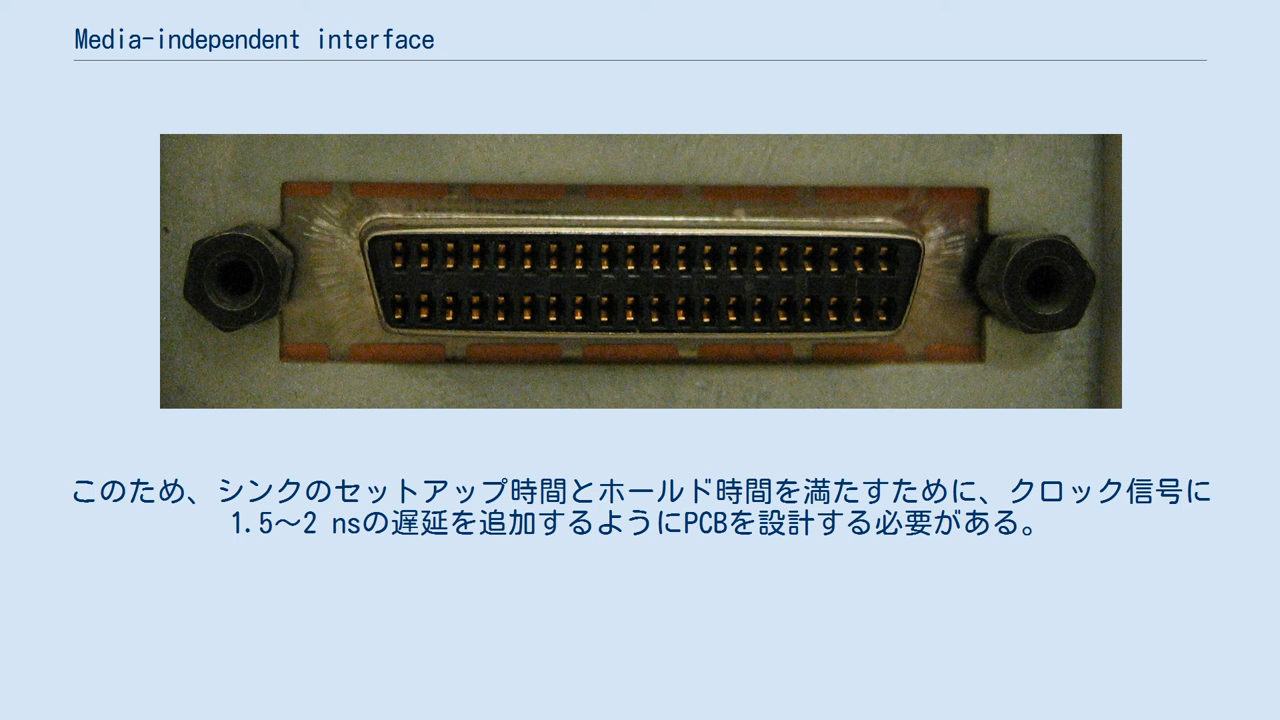 Media-independent interface
このため、シンクのセットアップ時間とホールド時間を満たすために、クロック信号に
1.5～2 nsの遅延を追加するようにPCBを設計する必要がある。